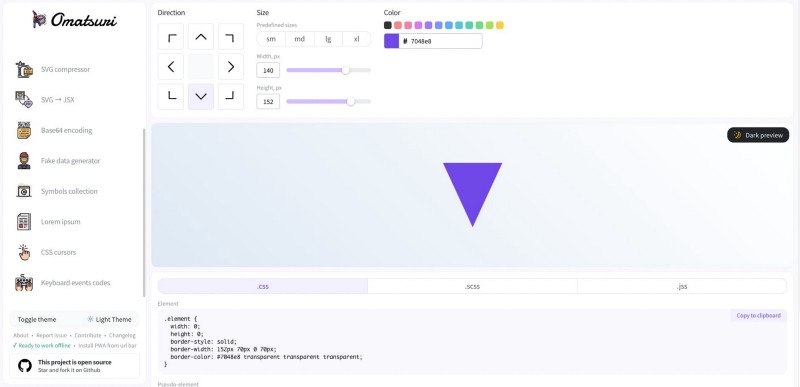 Omatsuri
SVG compressor
SVG → JSX
Base64 encoding
Fake data generator
Symbols collection
Lorem ipsum
CSS cursors
Keyboard events codes
Toggle theme
Light Theme
About • Report issue • Contribute • Changelog
✓ Ready to work offline • Install PWA from url bar
This project is open source
Star and fork it on Github
Direction
Size
Predefined sizes
sm md lg xl
Width, px
140
Height, px
152
Color
# 7048e8
Dark preview
.css
.scss
.jss
Element
Copy to clipboard
.element {
width: 0;
height: 0;
border-style: solid;
border-width: 152px 70px 0 70px;
border-color: #7048e8 transparent transparent transparent;
}
Pseudo-element